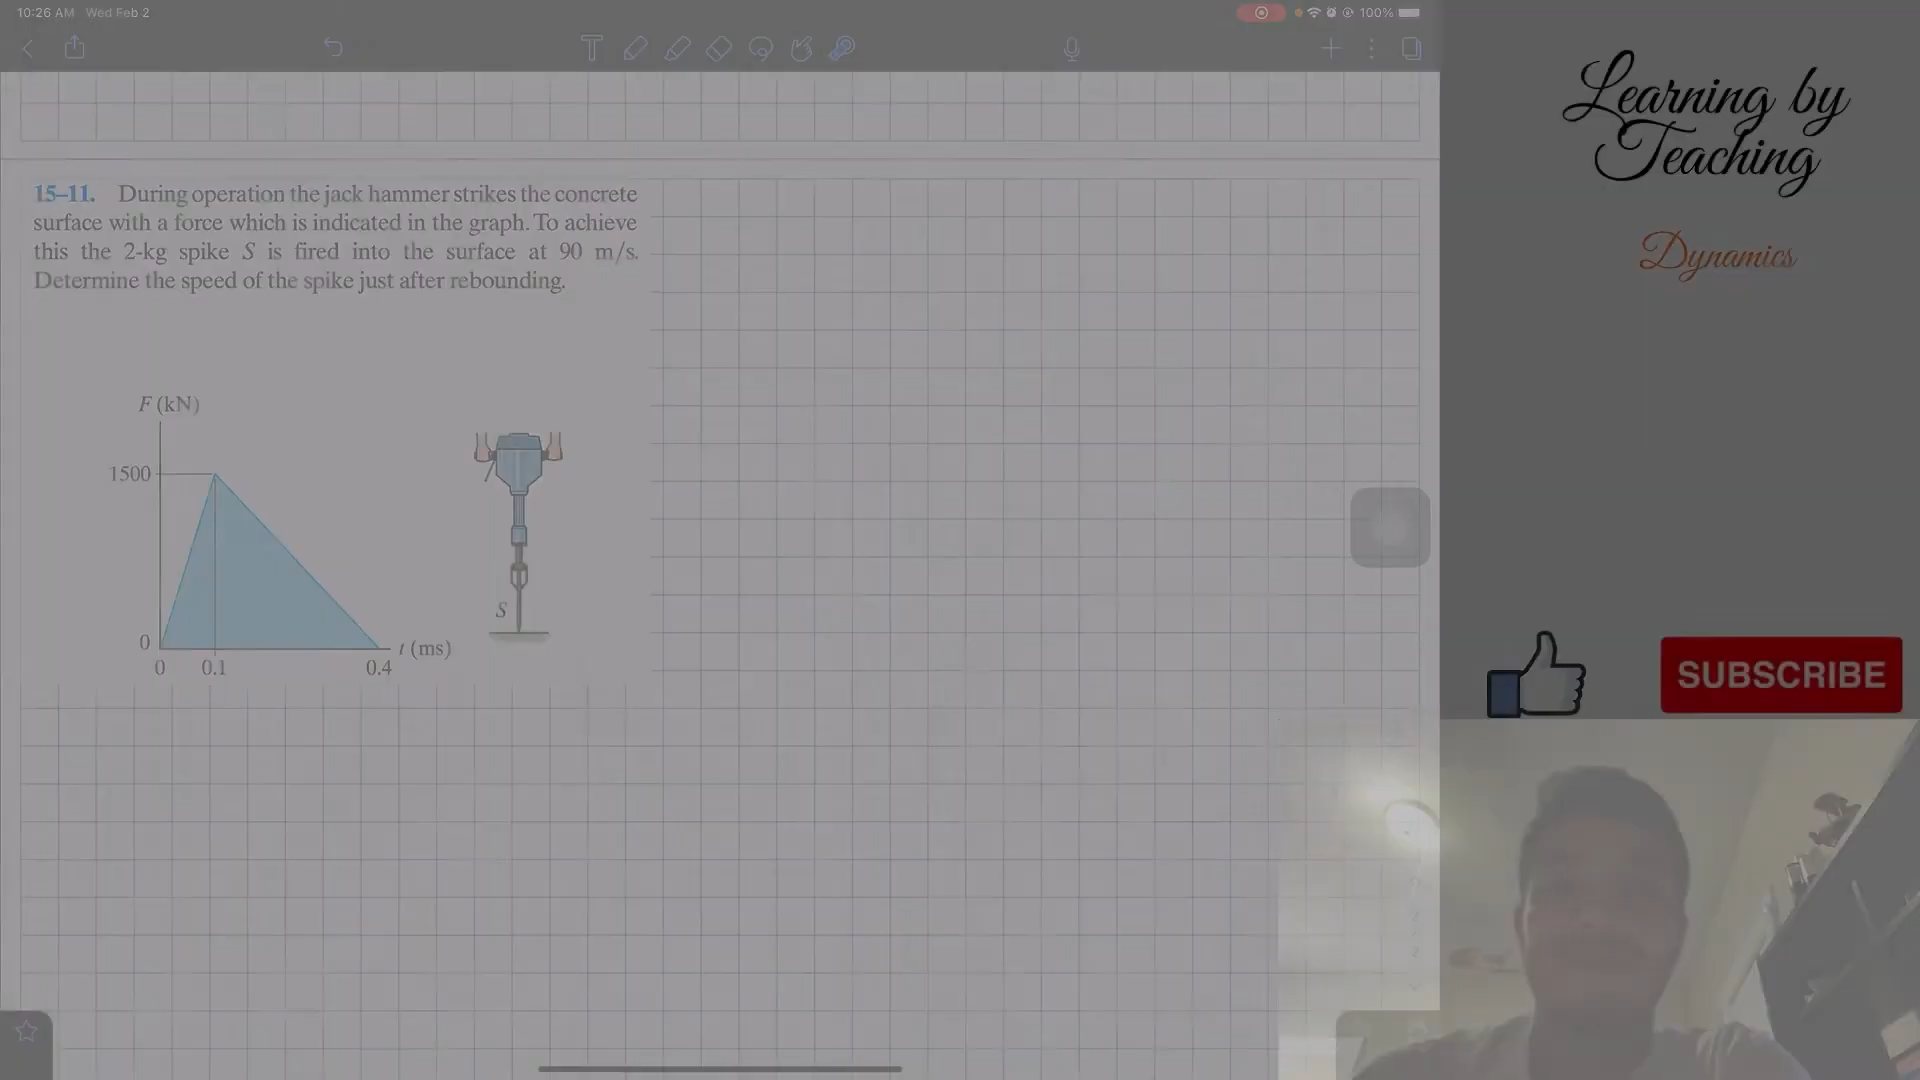 10:26 AM Wed Feb 2
100%
Learning by
Teaching
Dynamics
15–11. During operation the jack hammer strikes the concrete
surface with a force which is indicated in the graph. To achieve
this the 2-kg spike S is fired into the surface at 90 m/s.
Determine the speed of the spike just after rebounding.
F (kN)
1500
0
0 0.1 0.4 t (ms)
S
SUBSCRIBE